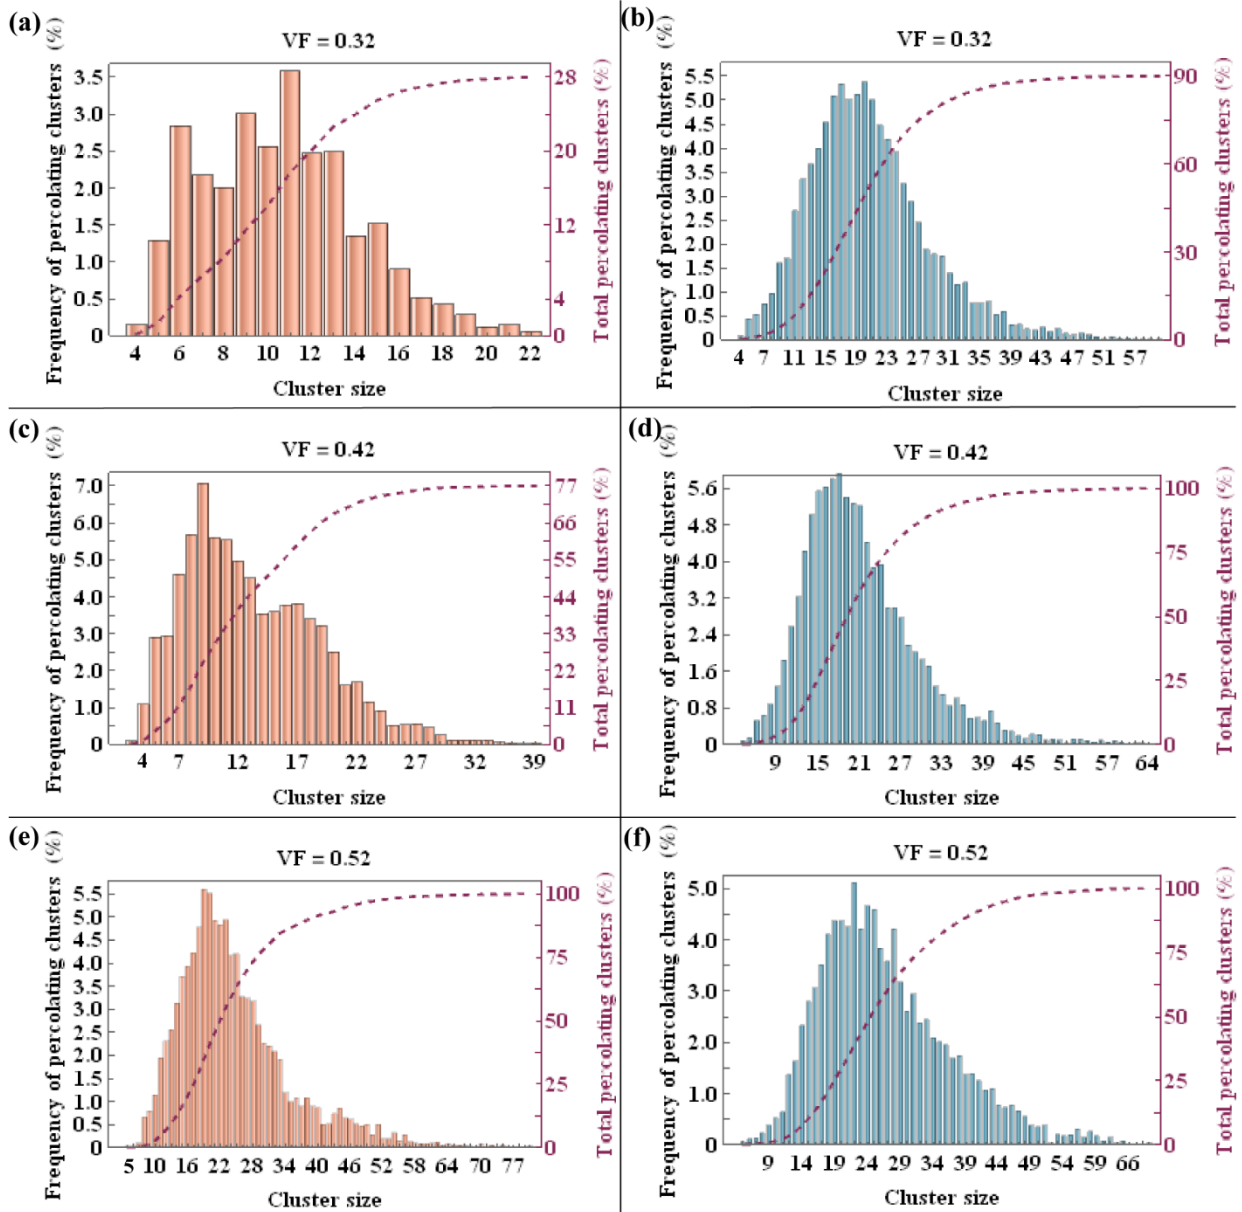 (a)
VF = 0.32
Frequency of percolating clusters (%)
3.5
3.0
2.5
2.0
1.5
1.0
0.5
0
28
20
12
4
0
Total percolating clusters (%)
4 6 8 10 12 14 16 18 20 22
Cluster size
(b)
VF = 0.32
Frequency of percolating clusters (%)
5.5
5.0
4.5
4.0
3.5
3.0
2.5
2.0
1.5
1.0
0.5
0
90
60
30
0
Total percolating clusters (%)
4 7 11 15 19 23 27 31 35 39 43 47 51 57
Cluster size
(c)
VF = 0.42
Frequency of percolating clusters (%)
7.0
6.0
5.0
4.0
3.0
2.0
1.0
0
77
66
55
44
33
22
11
0
Total percolating clusters (%)
4 7 12 17 22 27 32 39
Cluster size
(d)
VF = 0.42
Frequency of percolating clusters (%)
5.6
4.8
4.0
3.2
2.4
1.6
0.8
0
100
75
50
25
0
Total percolating clusters (%)
9 15 21 27 33 39 45 51 57 64
Cluster size
(e)
VF = 0.52
Frequency of percolating clusters (%)
5.5
5.0
4.5
4.0
3.5
3.0
2.5
2.0
1.5
1.0
0.5
0
100
75
50
25
0
Total percolating clusters (%)
5 10 16 22 28 34 40 46 52 58 64 70 77
Cluster size
(f)
VF = 0.52
Frequency of percolating clusters (%)
5.0
4.0
3.0
2.0
1.0
0
100
75
50
25
0
Total percolating clusters (%)
9 14 19 24 29 34 39 44 49 54 59 66
Cluster size